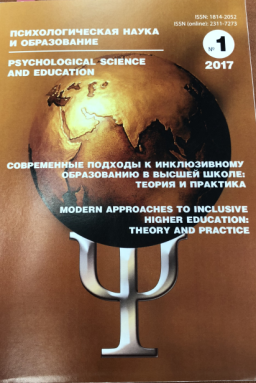 ISSN: 1814-2052
ISSN (online): 2311-7273
ПСИХОЛОГИЧЕСКАЯ НАУКА
И ОБРАЗОВАНИЕ
PSYCHOLOGICAL SCIENCE
AND EDUCATION
№ 1
2017
СОВРЕМЕННЫЕ ПОДХОДЫ К ИНКЛЮЗИВНОМУ
ОБРАЗОВАНИЮ В ВЫСШЕЙ ШКОЛЕ:
ТЕОРИЯ И ПРАКТИКА
MODERN APPROACHES TO INCLUSIVE
HIGHER EDUCATION:
THEORY AND PRACTICE